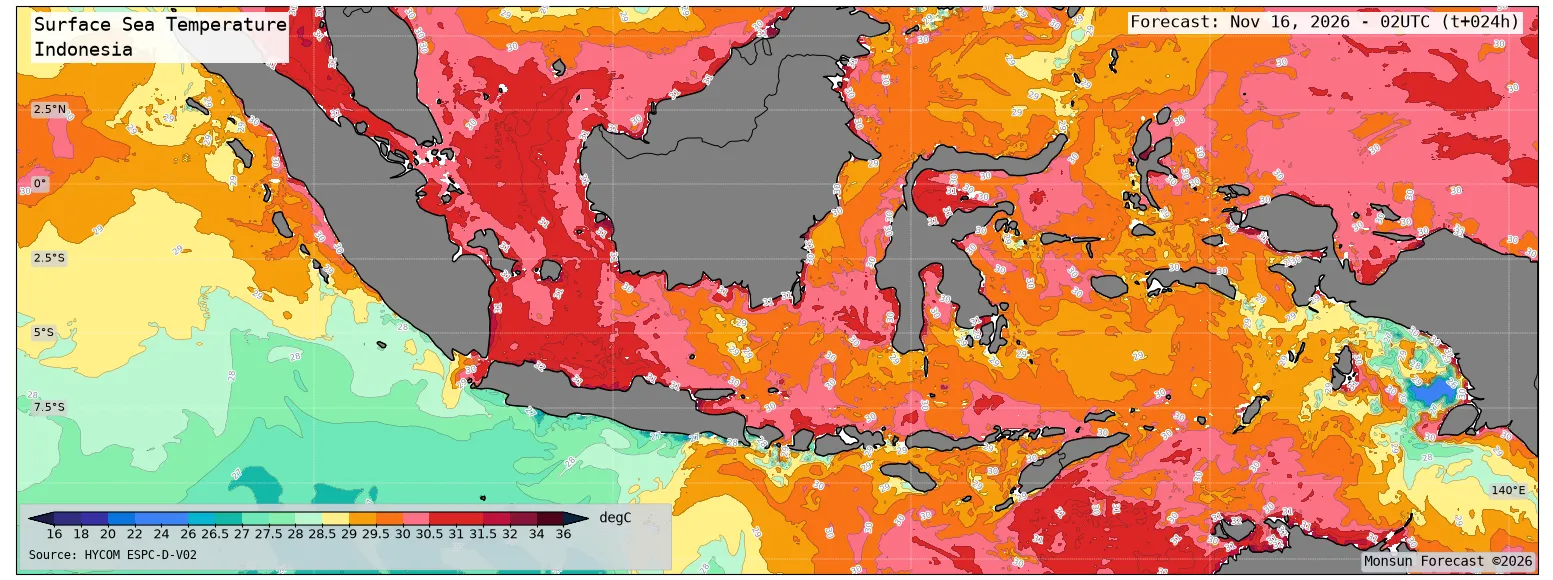 Surface Sea Temperature
Indonesia
Forecast: Nov 16, 2026 - 02UTC (t+024h)
2.5°N
0°
2.5°S
5°S
7.5°S
140°E
degC
16 18 20 22 24 26 26.5 27 27.5 28 28.5 29 29.5 30 30.5 31 31.5 32 34 36
Source: HYCOM ESPC-D-V02
Monsun Forecast ©2026